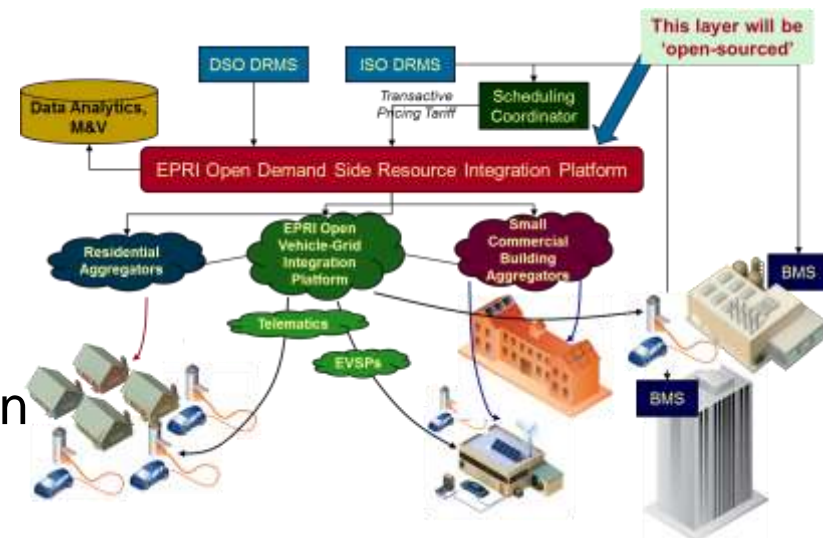 This layer will be
'open-sourced'
DSO DRMS
ISO DRMS
Transactive
Pricing Tariff
Scheduling
Coordinator
Data Analytics,
M&V
EPRI Open Demand Side Resource Integration Platform
Residential
Aggregators
EPRI Open
Vehicle-Grid
Integration
Platform
Small
Commercial
Building
Aggregators
BMS
Telematics
EVSPs
BMS
n